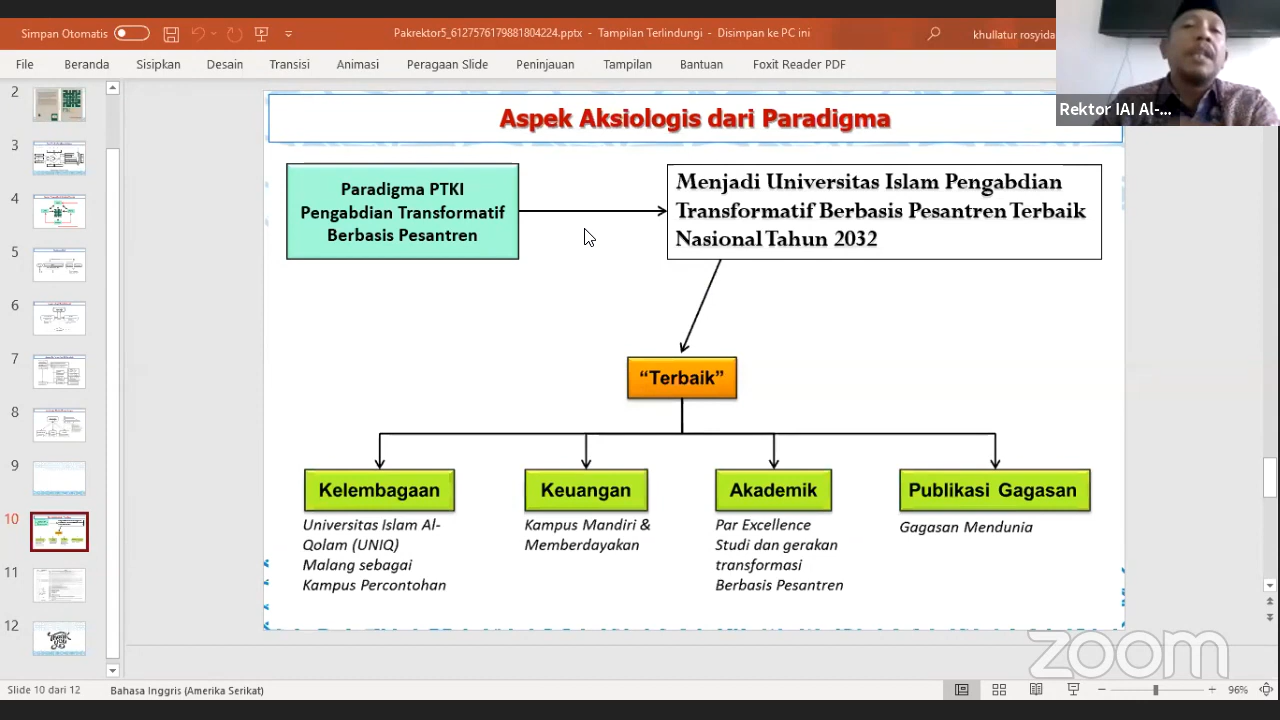 Simpan Otomatis
Pakrektor5_6127576179881804224.pptx - Tampilan Terlindungi - Disimpan ke PC ini
khullatur rosyida
File Beranda Sisipkan Desain Transisi Animasi Peragaan Slide Peninjauan Tampilan Bantuan Foxit Reader PDF
Rektor IAI Al-...
2
3
4
5
6
7
8
9
10
11
12
Aspek Aksiologis dari Paradigma
Paradigma PTKI
Pengabdian Transformatif
Berbasis Pesantren
Menjadi Universitas Islam Pengabdian
Transformatif Berbasis Pesantren Terbaik
Nasional Tahun 2032
“Terbaik”
Kelembagaan
Universitas Islam Al-
Qolam (UNIQ)
Malang sebagai
Kampus Percontohan
Keuangan
Kampus Mandiri &
Memberdayakan
Akademik
Par Excellence
Studi dan gerakan
transformasi
Berbasis Pesantren
Publikasi Gagasan
Gagasan Mendunia
zoom
Slide 10 dari 12 Bahasa Inggris (Amerika Serikat) 96%